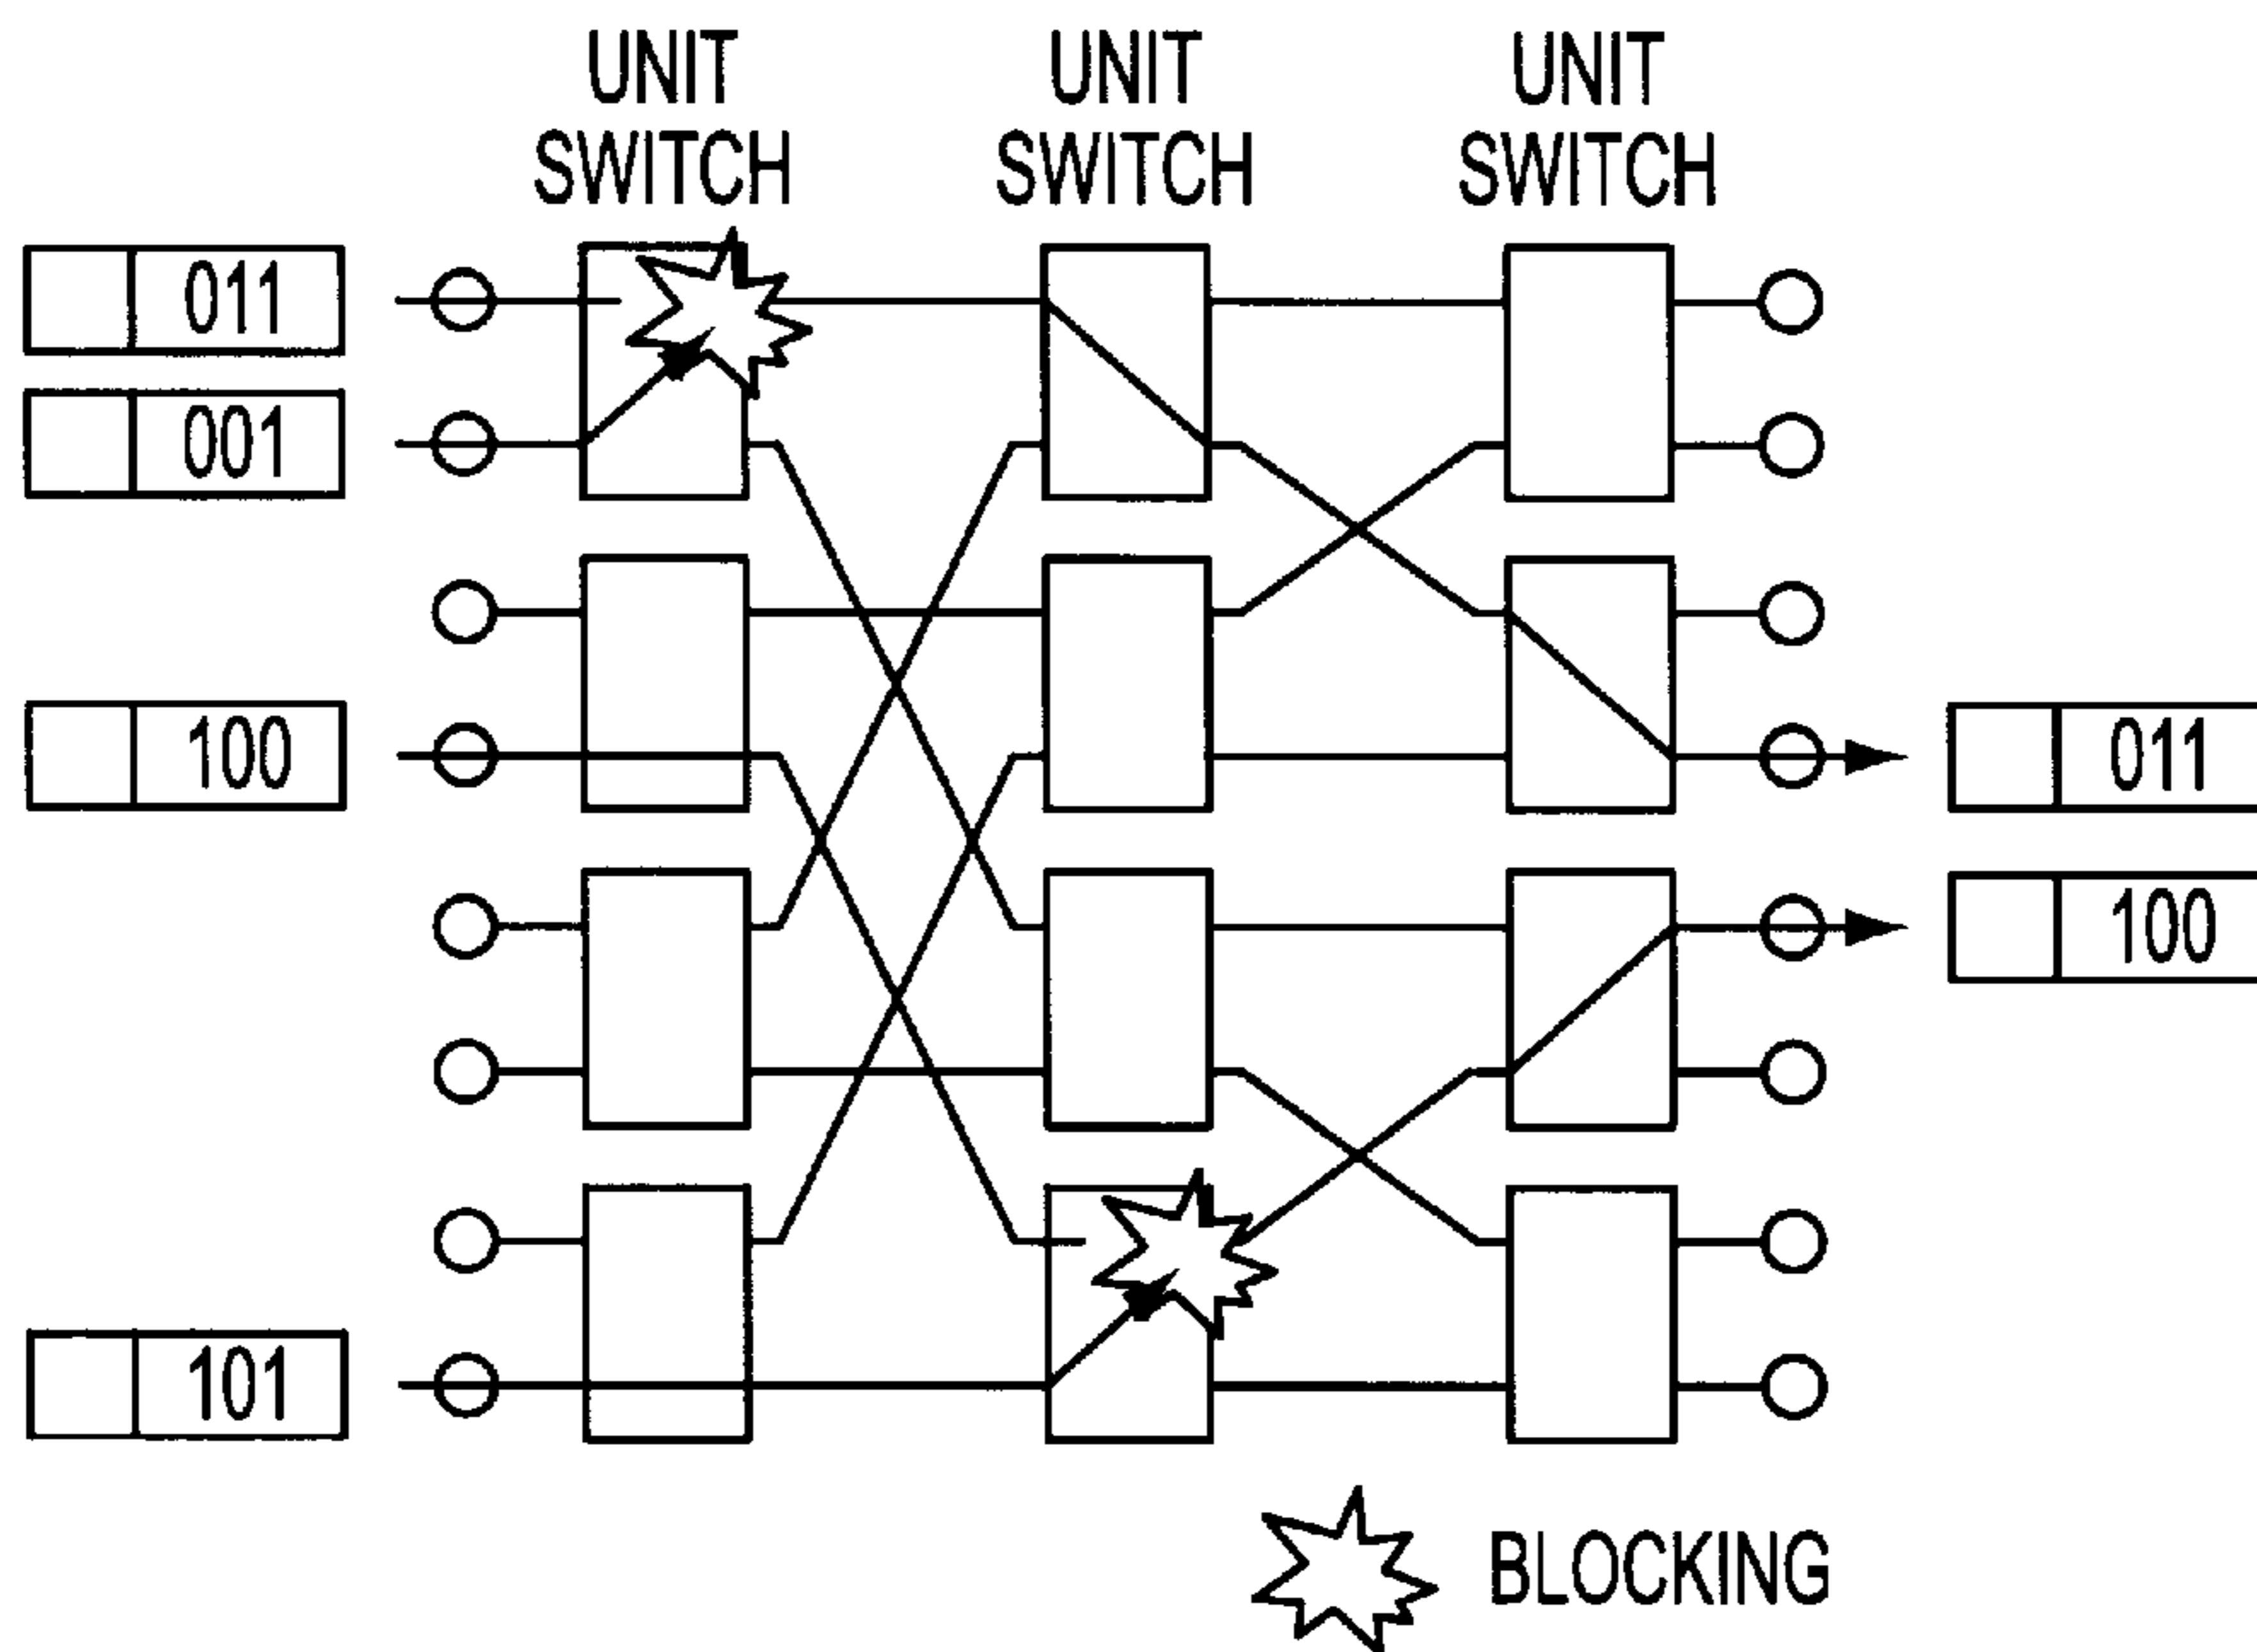 UNIT
SWITCH
UNIT
SWITCH
UNIT
SWITCH
011
001
100
101
011
100
BLOCKING